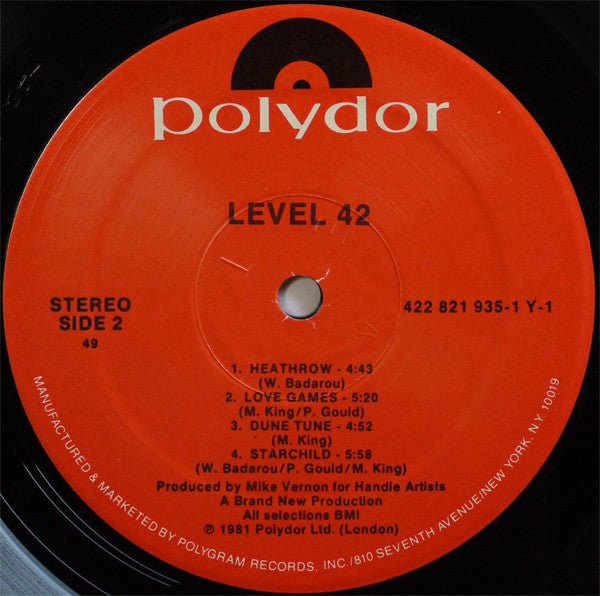 polydor
LEVEL 42
STEREO
SIDE 2
49
422 821 935-1 Y-1
1. HEATHROW - 4:43
(W. Badarou)
2. LOVE GAMES - 5:20
(M. King/P. Gould)
3. DUNE TUNE - 4:52
(M. King)
4. STARCHILD - 5:58
(W. Badarou/P. Gould/M. King)
Produced by Mike Vernon for Handle Artists
A Brand New Production
All selections BMI
℗ 1981 Polydor Ltd. (London)
MANUFACTURED & MARKETED BY POLYGRAM RECORDS, INC./810 SEVENTH AVENUE/NEW YORK, N.Y. 10019